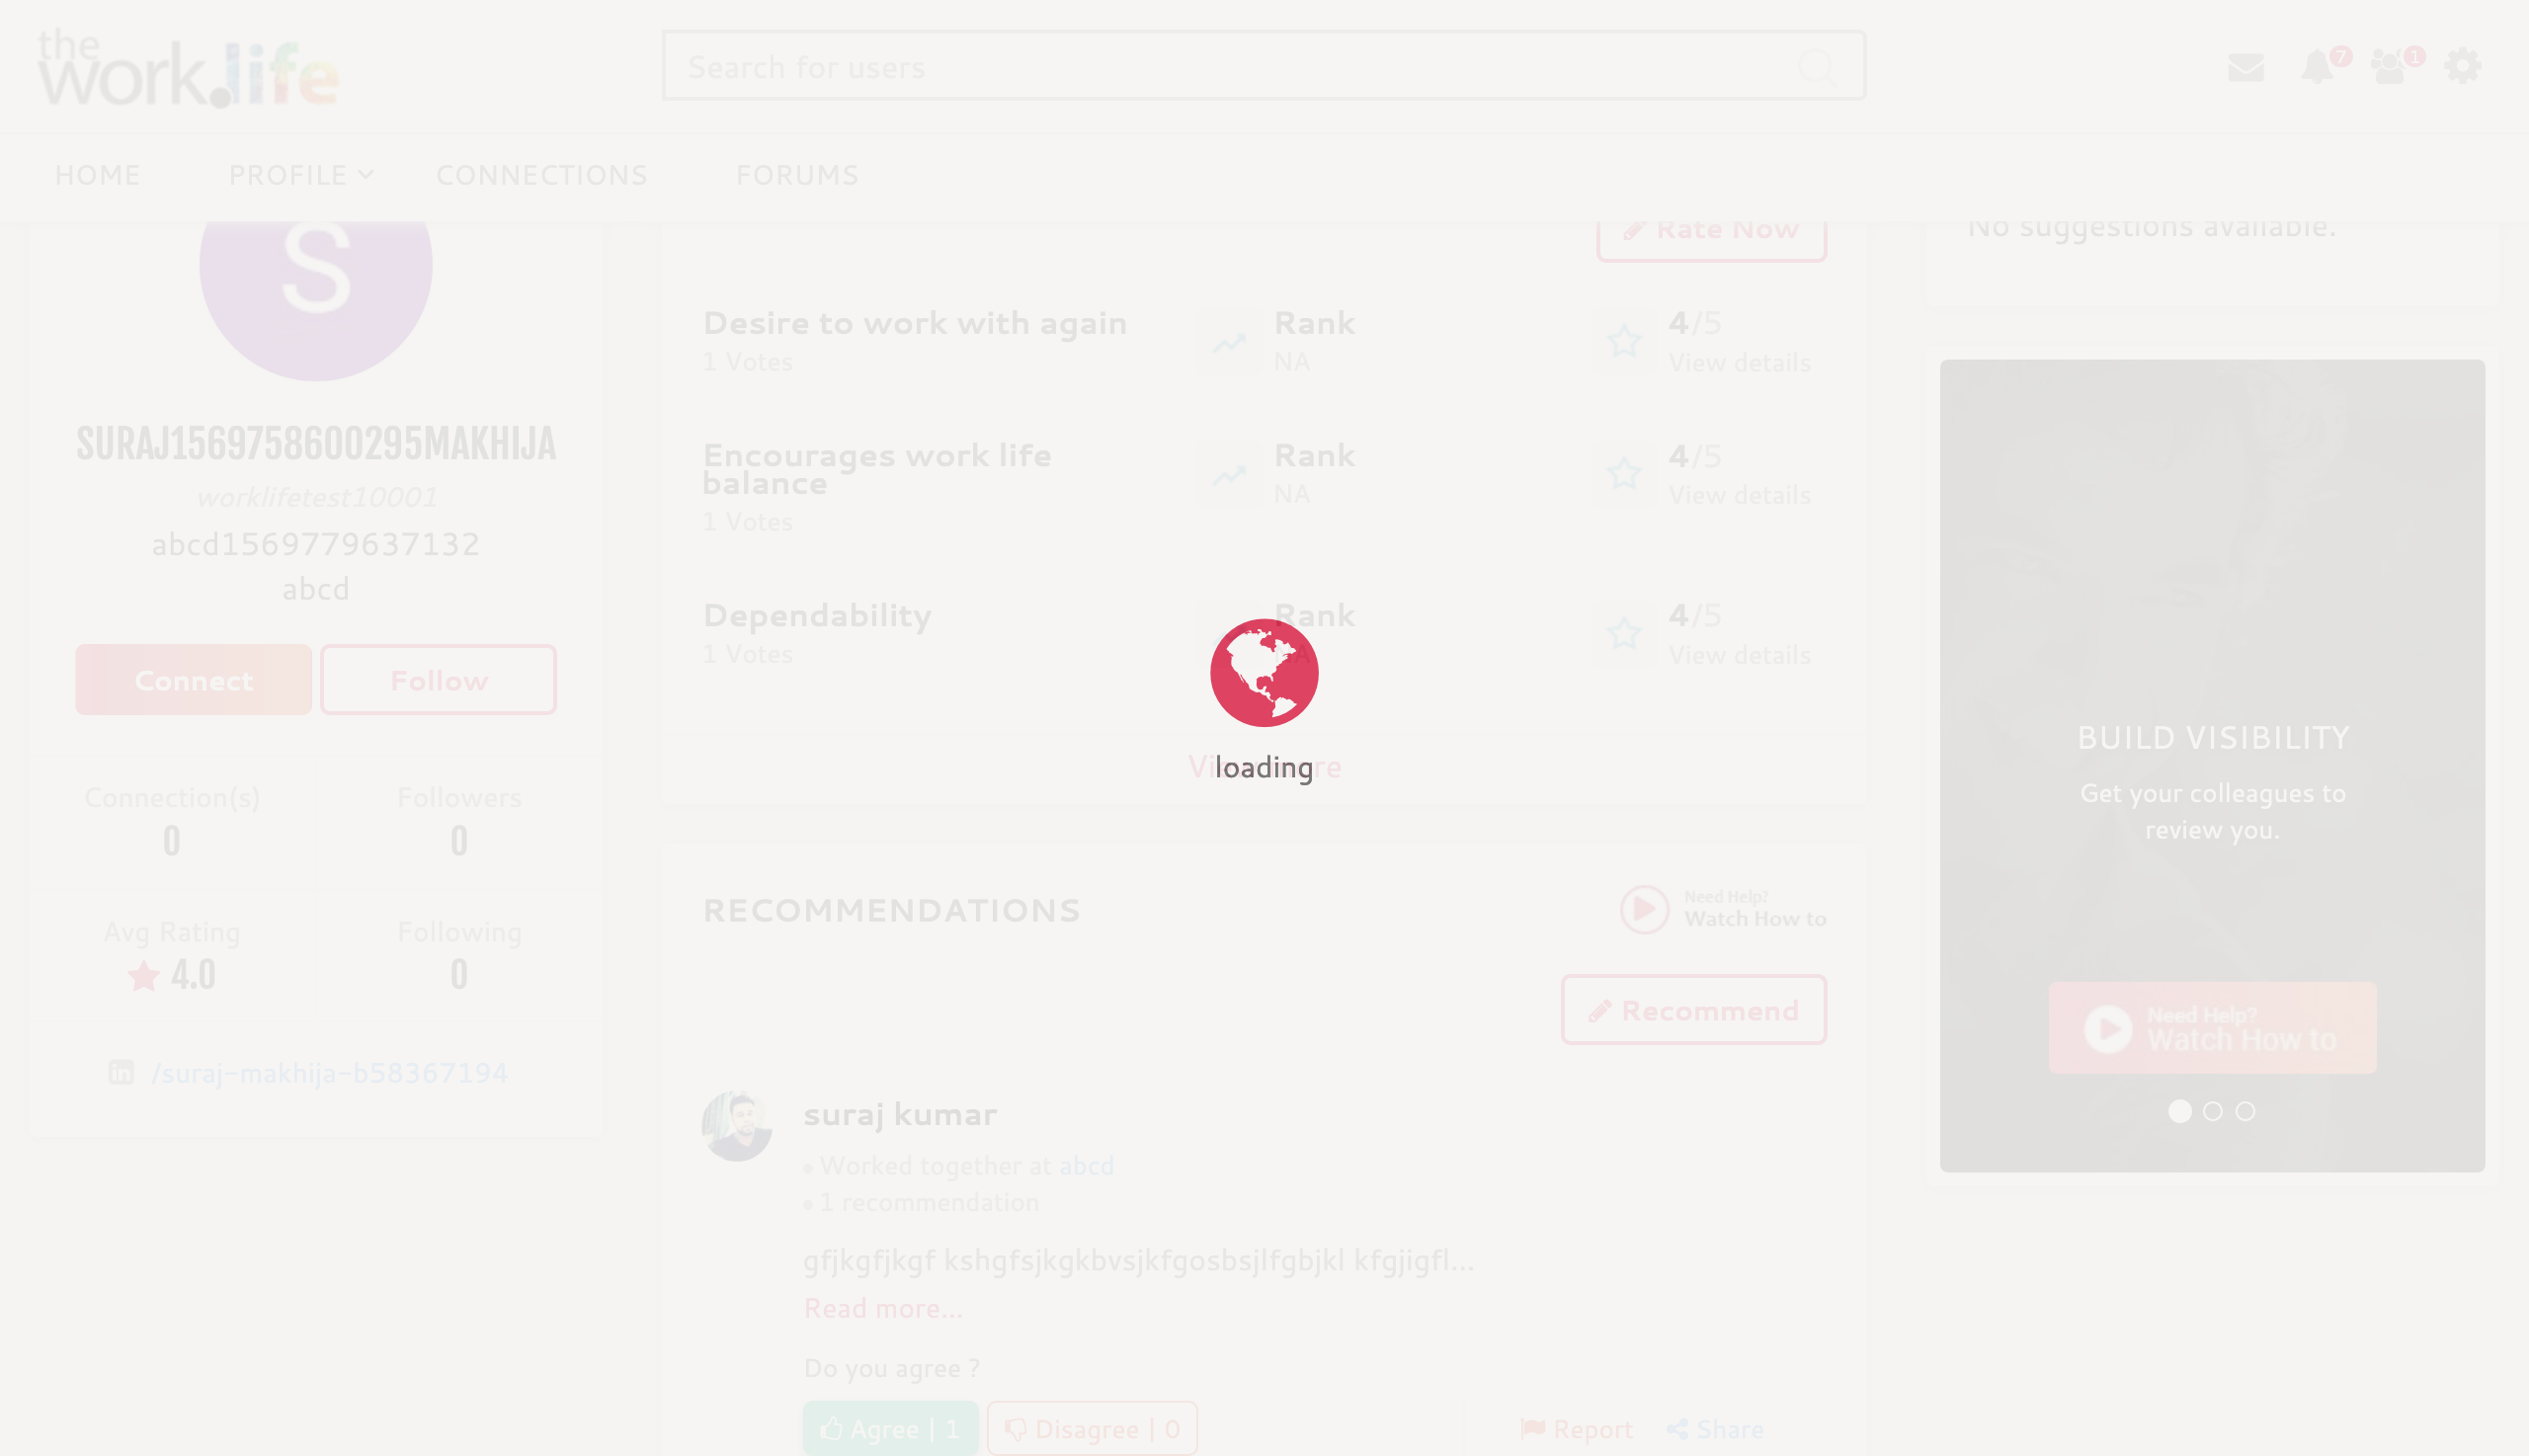 the
work.life
Search for users
7
1
HOME
PROFILE
CONNECTIONS
FORUMS
S
SURAJ1569758600295MAKHIJA
worklifetest10001
abcd1569779637132
abcd
Connect
Follow
Connection(s)
0
Followers
0
Avg Rating
4.0
Following
0
in /suraj-makhija-b58367194
Rate Now
Desire to work with again
1 Votes
Rank
NA
4/5
View details
Encourages work life
balance
1 Votes
Rank
NA
4/5
View details
Dependability
1 Votes
Rank
NA
4/5
View details
loading
RECOMMENDATIONS
Need Help?
Watch How to
Recommend
suraj kumar
• Worked together at abcd
• 1 recommendation
gfjkgfjkgf kshgfsjkgkbvsjkfgosbsjlfgbjkl kfgjigfl...
Read more...
Do you agree ?
Agree | 1
Disagree | 0
Report
Share
No suggestions available.
BUILD VISIBILITY
Get your colleagues to
review you.
Need Help?
Watch How to